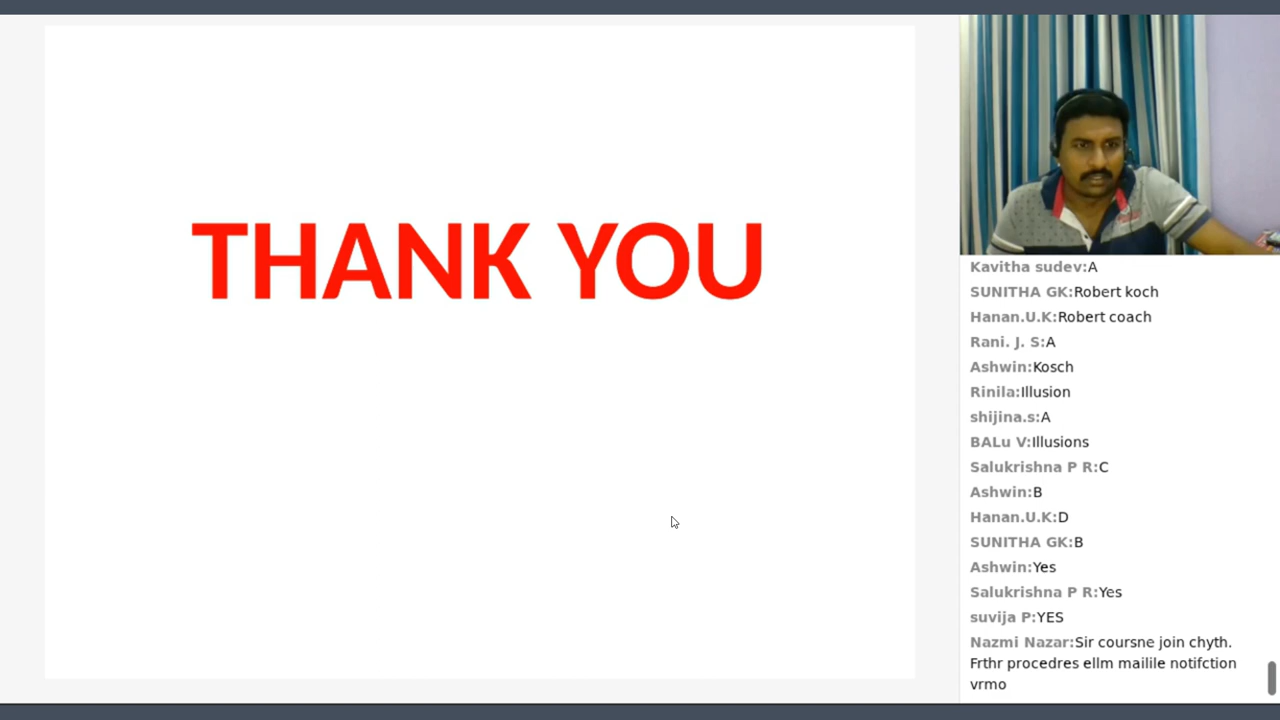 THANK YOU
Kavitha sudev:A
SUNITHA GK:Robert koch
Hanan.U.K:Robert coach
Rani. J. S:A
Ashwin:Kosch
Rinila:Illusion
shijina.s:A
BALu V:Illusions
Salukrishna P R:C
Ashwin:B
Hanan.U.K:D
SUNITHA GK:B
Ashwin:Yes
Salukrishna P R:Yes
suvija P:YES
Nazmi Nazar:Sir coursne join chyth.
Frthr procedres ellm mailile notifction
vrmo